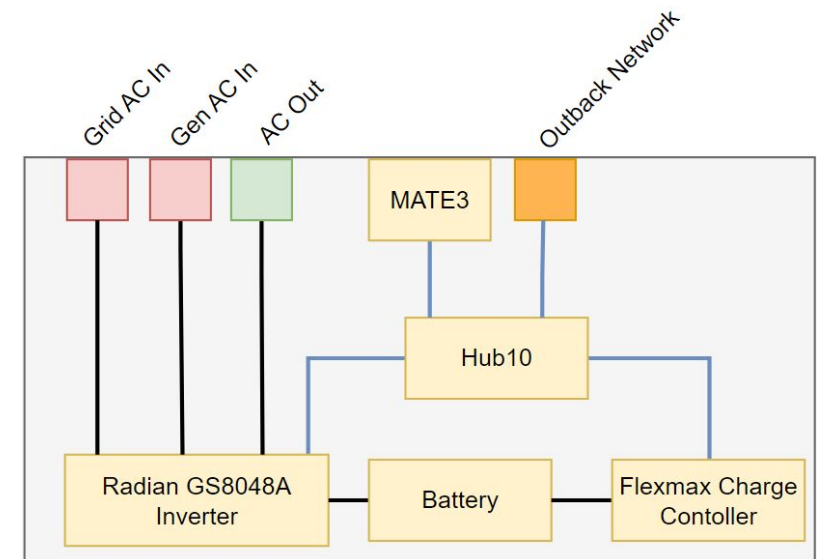 Grid AC In
Gen AC In
AC Out
Outback Network
MATE3
Hub10
Radian GS8048A
Inverter
Battery
Flexmax Charge
Contoller